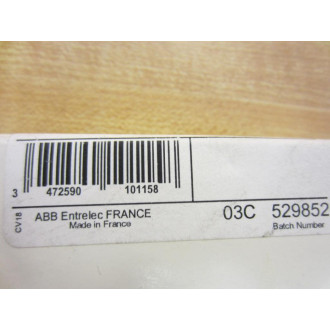 3 472590 101158
CV18
ABB Entrelec FRANCE
Made in France
03C 529852
Batch Number